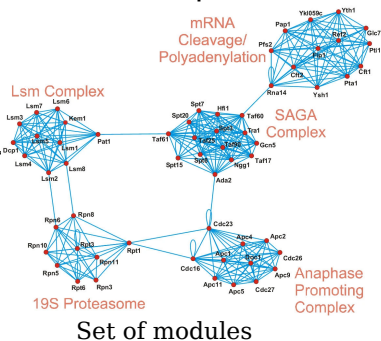 mRNA
Cleavage/
Polyadenylation
Ykl059c
Yth1
Pap1
Ref2
Glc7
Pfs2
Pti1
Cft2
Cft1
Rna14
Pta1
Ysh1
Lsm Complex
Lsm7
Lsm6
Lsm3
Kem1
Lsm5
Dcp1
Lsm1
Lsm4
Lsm8
Lsm2
Pat1
SAGA
Complex
Spt7
Spt20
Hfi1
Taf60
Taf61
Tra1
Gcn5
Taf17
Spt15
Spt8
Ngg1
Ada2
Rpn8
Rpn6
Rpn10
Rpt3
Rpt1
Rpn11
Rpn5
Rpt6
Rpn3
19S Proteasome
Cdc23
Apc4
Apc2
Apc1
Cdc26
Cdc16
Apc9
Apc11
Apc5
Cdc27
Anaphase
Promoting
Complex
Set of modules